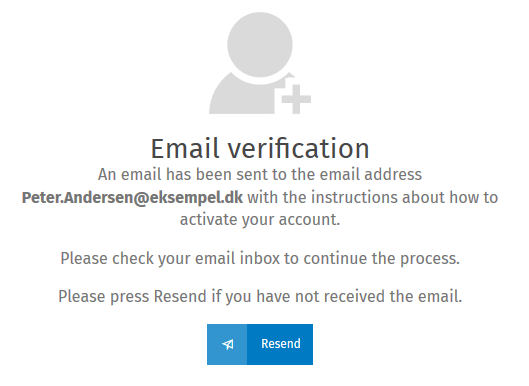 Email verification
An email has been sent to the email address
Peter.Andersen@eksempel.dk with the instructions about how to
activate your account.
Please check your email inbox to continue the process.
Please press Resend if you have not received the email.
Resend